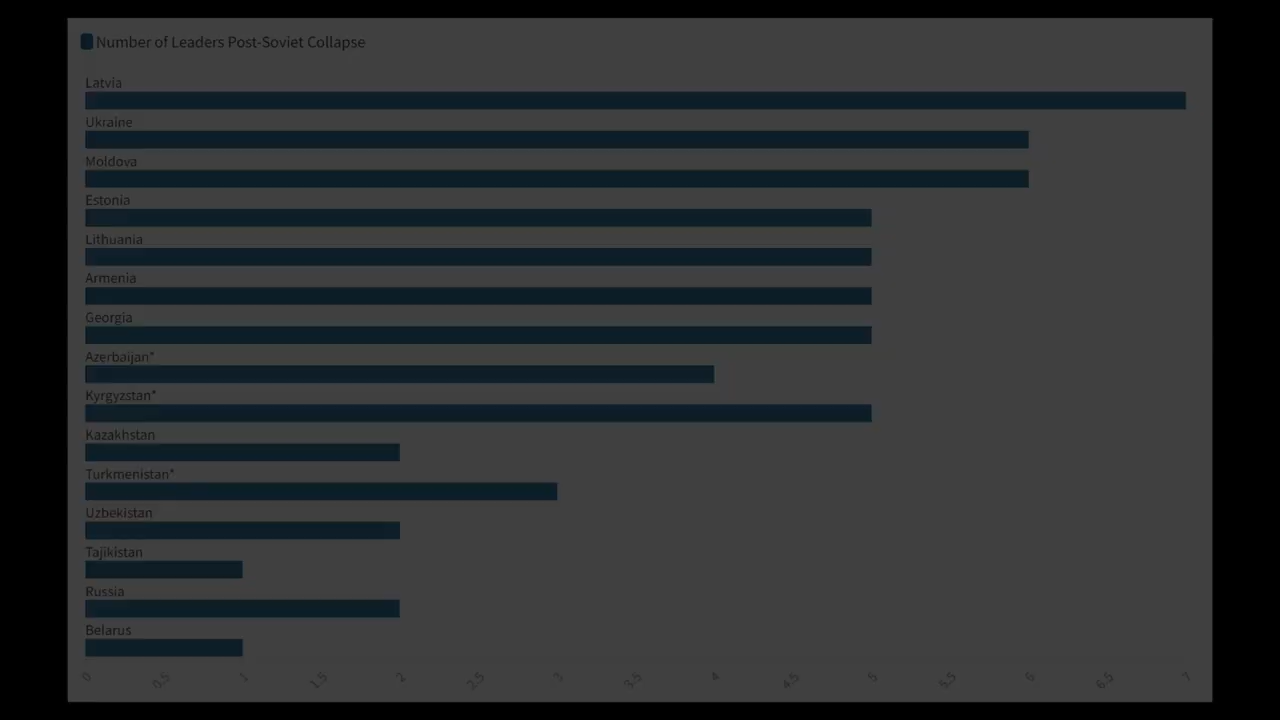 Number of Leaders Post-Soviet Collapse
Latvia
Ukraine
Moldova
Estonia
Lithuania
Armenia
Georgia
Azerbaijan*
Kyrgyzstan*
Kazakhstan
Turkmenistan*
Uzbekistan
Tajikistan
Russia
Belarus
0 0.5 1 1.5 2 2.5 3 3.5 4 4.5 5 5.5 6 6.5 7